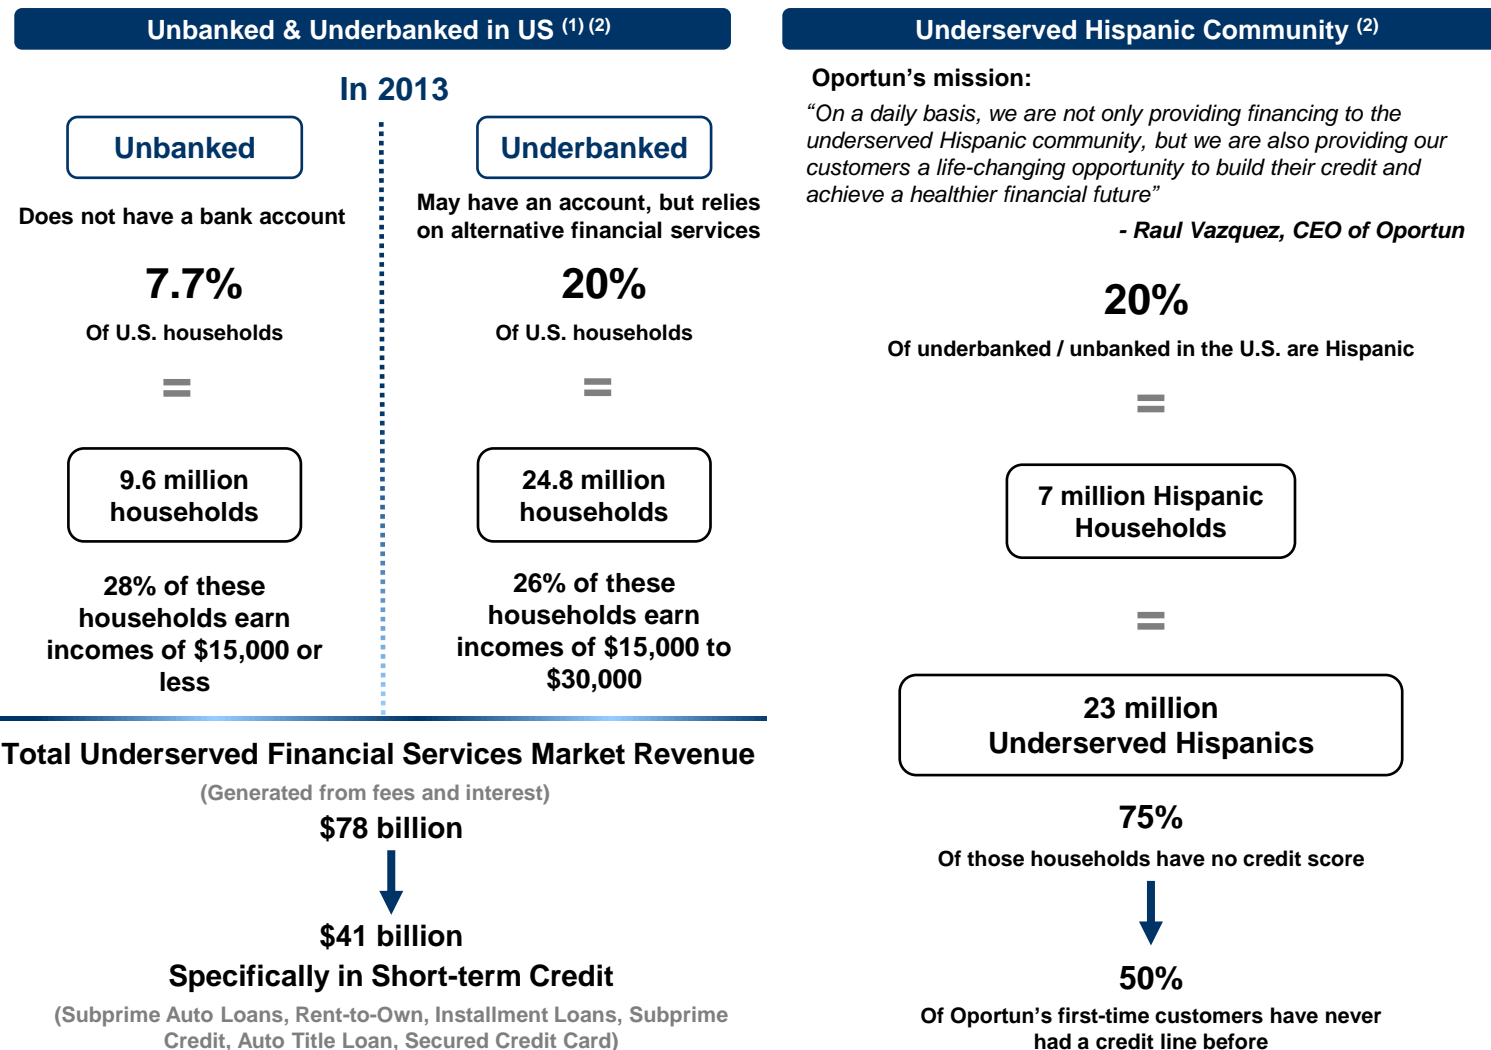 Unbanked & Underbanked in US (1) (2)
In 2013
Unbanked
Does not have a bank account
7.7%
Of U.S. households
=
9.6 million
households
28% of these
households earn
incomes of $15,000 or
less
Underbanked
May have an account, but relies
on alternative financial services
20%
Of U.S. households
=
24.8 million
households
26% of these
households earn
incomes of $15,000 to
$30,000
Total Underserved Financial Services Market Revenue
(Generated from fees and interest)
$78 billion
$41 billion
Specifically in Short-term Credit
(Subprime Auto Loans, Rent-to-Own, Installment Loans, Subprime
Credit, Auto Title Loan, Secured Credit Card)
Underserved Hispanic Community (2)
Oportun’s mission:
“On a daily basis, we are not only providing financing to the
underserved Hispanic community, but we are also providing our
customers a life-changing opportunity to build their credit and
achieve a healthier financial future”
- Raul Vazquez, CEO of Oportun
20%
Of underbanked / unbanked in the U.S. are Hispanic
=
7 million Hispanic
Households
=
23 million
Underserved Hispanics
75%
Of those households have no credit score
50%
Of Oportun’s first-time customers have never
had a credit line before